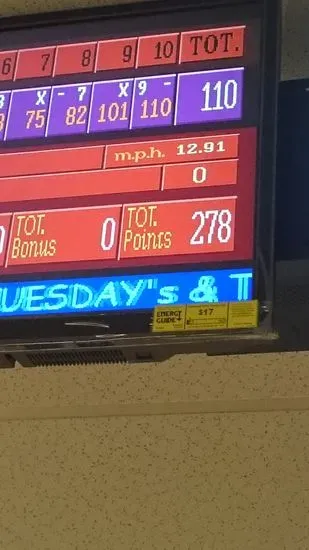 6 7 8 9 10 TOT.
X - 7 X 9 -
75 82 101 110 110
m.p.h. 12.91
0
TOT. Bonus 0 TOT. Points 278
TUESDAY's & T
ENERGY GUIDE $17